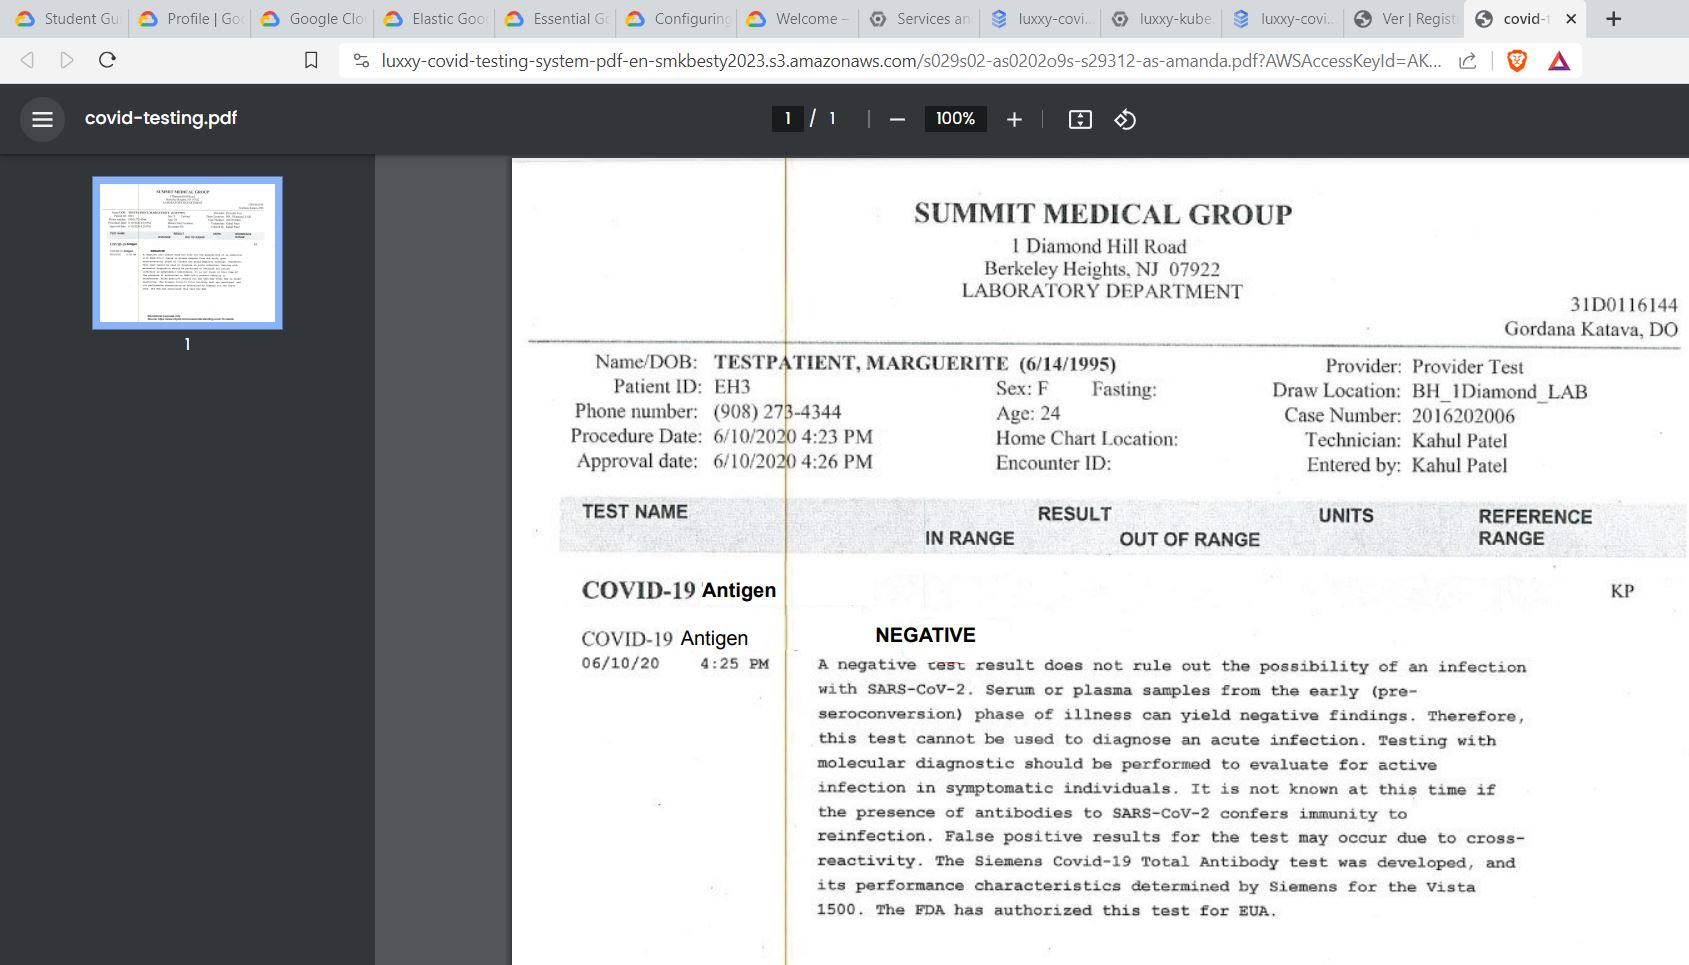 Student Gui
Profile | Goo
Google Clou
Elastic Goog
Essential Go
Configuring
Welcome –
Services an
luxxy-covi...
luxxy-kube.
luxxy-covi...
Ver | Regist
covid-t
luxxy-covid-testing-system-pdf-en-smkbesty2023.s3.amazonaws.com/s029s02-as0202o9s-s29312-as-amanda.pdf?AWSAccessKeyId=AK...
covid-testing.pdf
1 / 1
100%
1
SUMMIT MEDICAL GROUP
1 Diamond Hill Road
Berkeley Heights, NJ 07922
LABORATORY DEPARTMENT
31D0116144
Gordana Katava, DO
Name/DOB: TESTPATIENT, MARGUERITE (6/14/1995) Provider: Provider Test
Patient ID: EH3 Sex: F Fasting: Draw Location: BH_1Diamond_LAB
Phone number: (908) 273-4344 Age: 24 Case Number: 2016202006
Procedure Date: 6/10/2020 4:23 PM Home Chart Location: Technician: Kahul Patel
Approval date: 6/10/2020 4:26 PM Encounter ID: Entered by: Kahul Patel
TEST NAME RESULT UNITS REFERENCE
IN RANGE OUT OF RANGE RANGE
COVID-19 Antigen KP
COVID-19 Antigen NEGATIVE
06/10/20 4:25 PM
A negative test result does not rule out the possibility of an infection
with SARS-CoV-2. Serum or plasma samples from the early (pre-
seroconversion) phase of illness can yield negative findings. Therefore,
this test cannot be used to diagnose an acute infection. Testing with
molecular diagnostic should be performed to evaluate for active
infection in symptomatic individuals. It is not known at this time if
the presence of antibodies to SARS-CoV-2 confers immunity to
reinfection. False positive results for the test may occur due to cross-
reactivity. The Siemens Covid-19 Total Antibody test was developed, and
its performance characteristics determined by Siemens for the Vista
1500. The FDA has authorized this test for EUA.